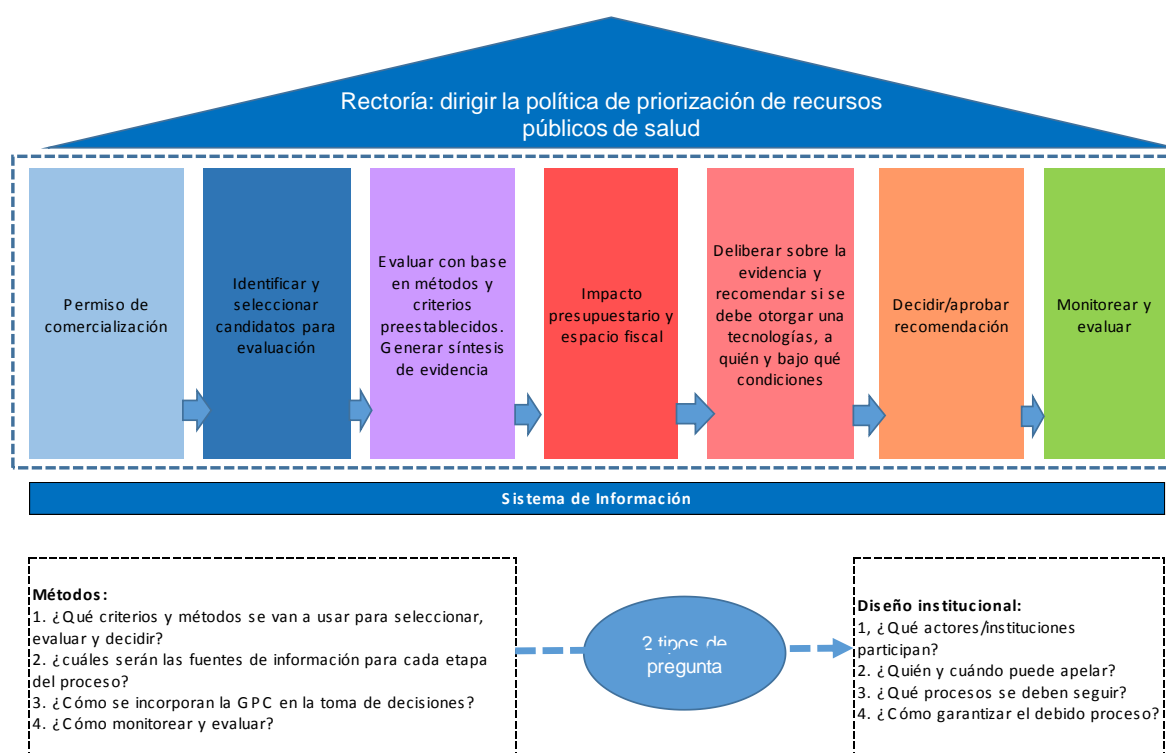 Rectoría: dirigir la política de priorización de recursos
públicos de salud
Permiso de
comercialización
Identificar y
seleccionar
candidatos para
evaluación
Evaluar con base
en métodos y
criterios
preestablecidos.
Generar síntesis
de evidencia
Impacto
presupuestario y
espacio fiscal
Deliberar sobre la
evidencia y
recomendar si se
debe otorgar una
tecnologías, a
quién y bajo qué
condiciones
Decidir/aprobar
recomendación
Monitorear y
evaluar
Sistema de Información
Métodos:
1. ¿Qué criterios y métodos se van a usar para seleccionar,
evaluar y decidir?
2. ¿cuáles serán las fuentes de información para cada etapa
del proceso?
3. ¿Cómo se incorporan la GPC en la toma de decisiones?
4. ¿Cómo monitorear y evaluar?
2 tipos de
pregunta
Diseño institucional:
1, ¿Qué actores/instituciones
participan?
2. ¿Quién y cuándo puede apelar?
3. ¿Qué procesos se deben seguir?
4. ¿Cómo garantizar el debido proceso?